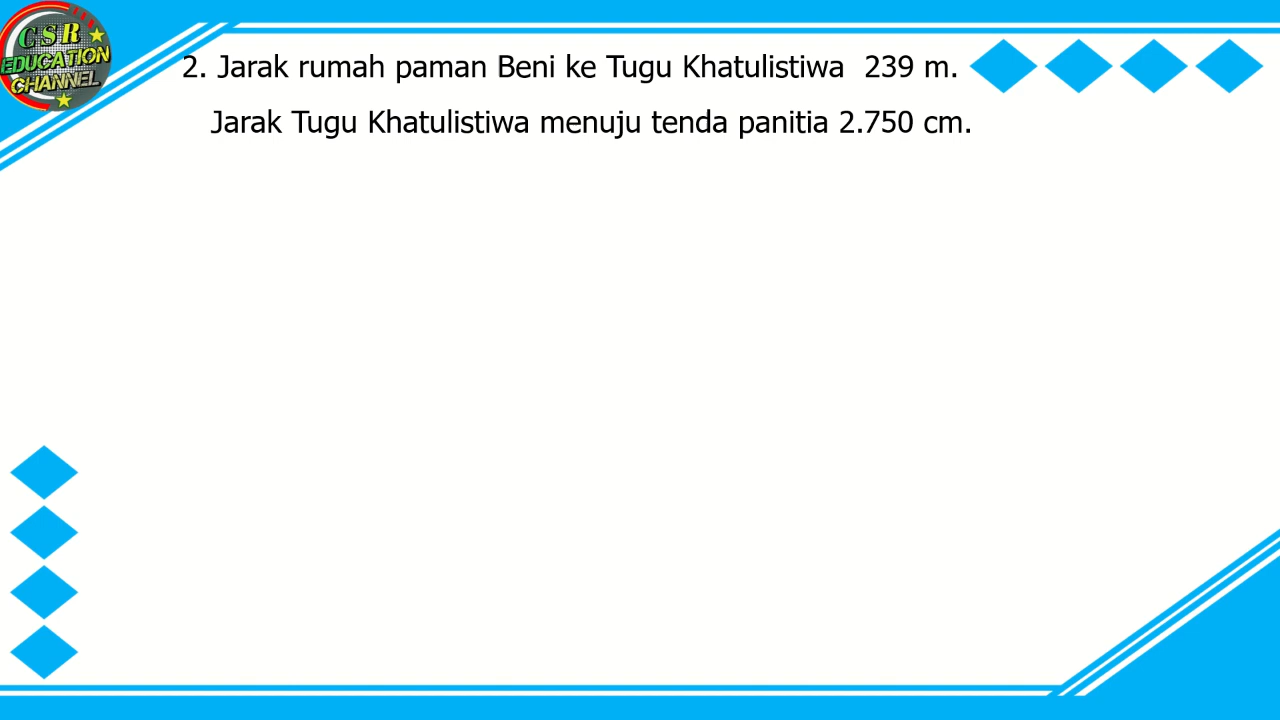 CSR
EDUCATION
CHANNEL
2. Jarak rumah paman Beni ke Tugu Khatulistiwa 239 m.
Jarak Tugu Khatulistiwa menuju tenda panitia 2.750 cm.